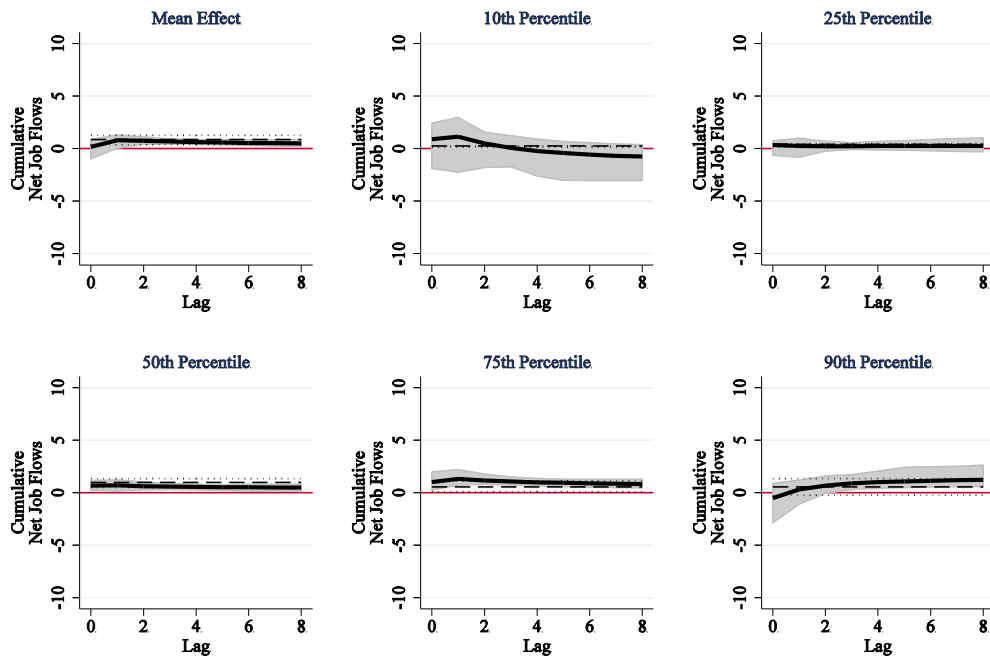 Mean Effect
10th Percentile
25th Percentile
10
5
0
-5
-10
Cumulative
Net Job Flows
0 2 4 6 8
Lag
10
5
0
-5
-10
Cumulative
Net Job Flows
0 2 4 6 8
Lag
10
5
0
-5
-10
Cumulative
Net Job Flows
0 2 4 6 8
Lag
50th Percentile
75th Percentile
90th Percentile
10
5
0
-5
-10
Cumulative
Net Job Flows
0 2 4 6 8
Lag
10
5
0
-5
-10
Cumulative
Net Job Flows
0 2 4 6 8
Lag
10
5
0
-5
-10
Cumulative
Net Job Flows
0 2 4 6 8
Lag